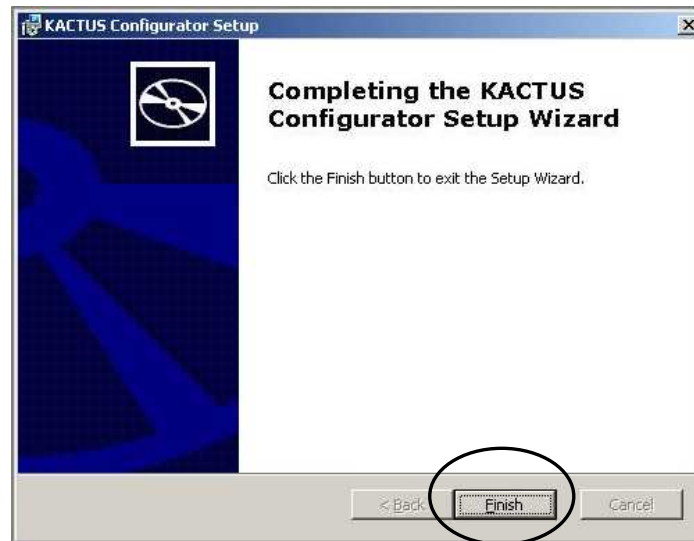 KACTUS Configurator Setup
Completing the KACTUS
Configurator Setup Wizard
Click the Finish button to exit the Setup Wizard.
< Back
Finish
Cancel